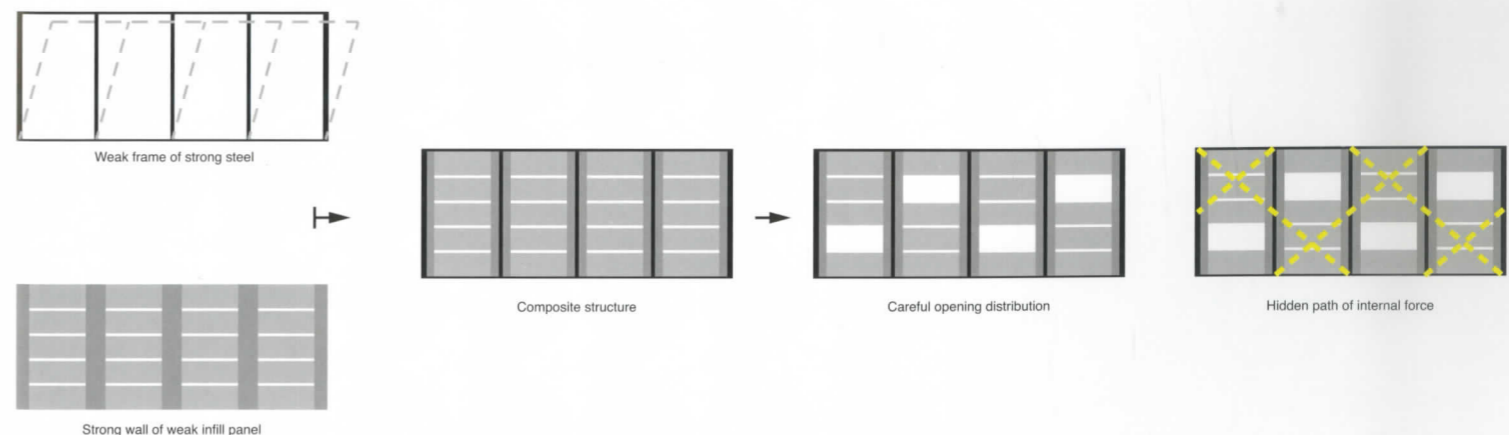 Weak frame of strong steel
Strong wall of weak infill panel
Composite structure
Careful opening distribution
Hidden path of internal force